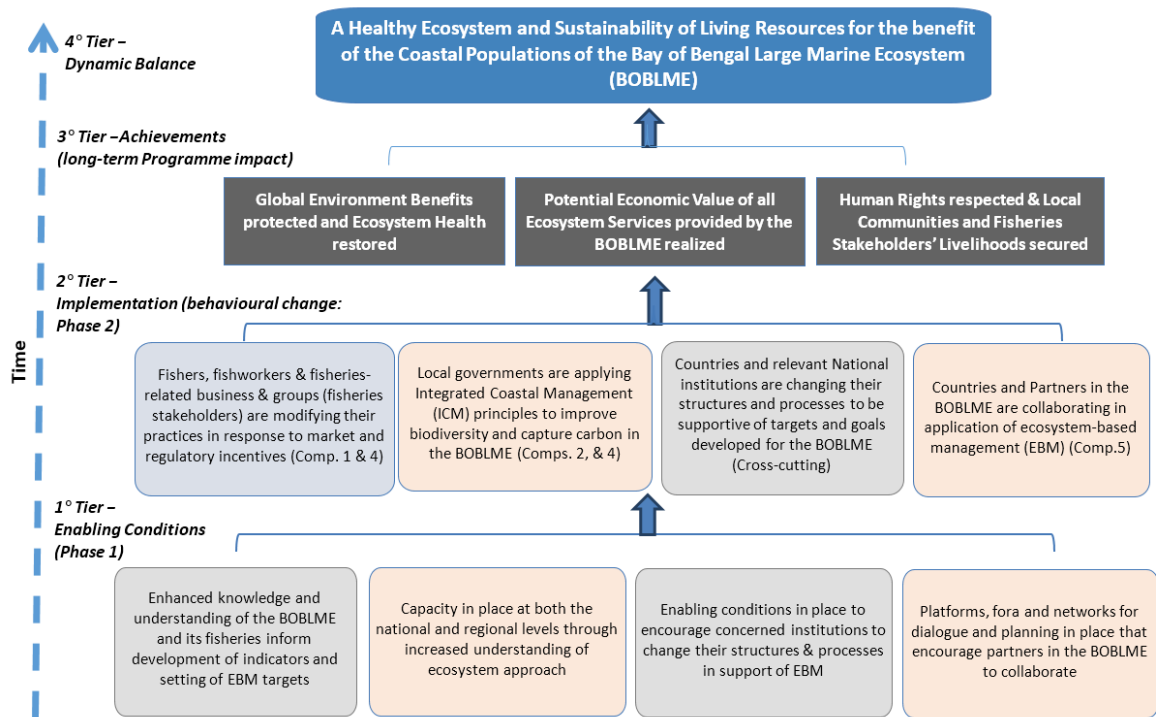 4° Tier –
Dynamic Balance
A Healthy Ecosystem and Sustainability of Living Resources for the benefit
of the Coastal Populations of the Bay of Bengal Large Marine Ecosystem
(BOBLME)
3° Tier –Achievements
(long-term Programme impact)
Global Environment Benefits
protected and Ecosystem Health
restored
Potential Economic Value of all
Ecosystem Services provided by the
BOBLME realized
Human Rights respected & Local
Communities and Fisheries
Stakeholders’ Livelihoods secured
2° Tier –
Implementation (behavioural change:
Phase 2)
Time
Fishers, fishworkers & fisheries-
related business & groups (fisheries
stakeholders) are modifying their
practices in response to market and
regulatory incentives (Comp. 1 & 4)
Local governments are applying
Integrated Coastal Management
(ICM) principles to improve
biodiversity and capture carbon in
the BOBLME (Comps. 2, & 4)
Countries and relevant National
institutions are changing their
structures and processes to be
supportive of targets and goals
developed for the BOBLME
(Cross-cutting)
Countries and Partners in the
BOBLME are collaborating in
application of ecosystem-based
management (EBM) (Comp.5)
1° Tier –
Enabling Conditions
(Phase 1)
Enhanced knowledge and
understanding of the BOBLME
and its fisheries inform
development of indicators and
setting of EBM targets
Capacity in place at both the
national and regional levels through
increased understanding of
ecosystem approach
Enabling conditions in place to
encourage concerned institutions to
change their structures & processes
in support of EBM
Platforms, fora and networks for
dialogue and planning in place that
encourage partners in the BOBLME
to collaborate